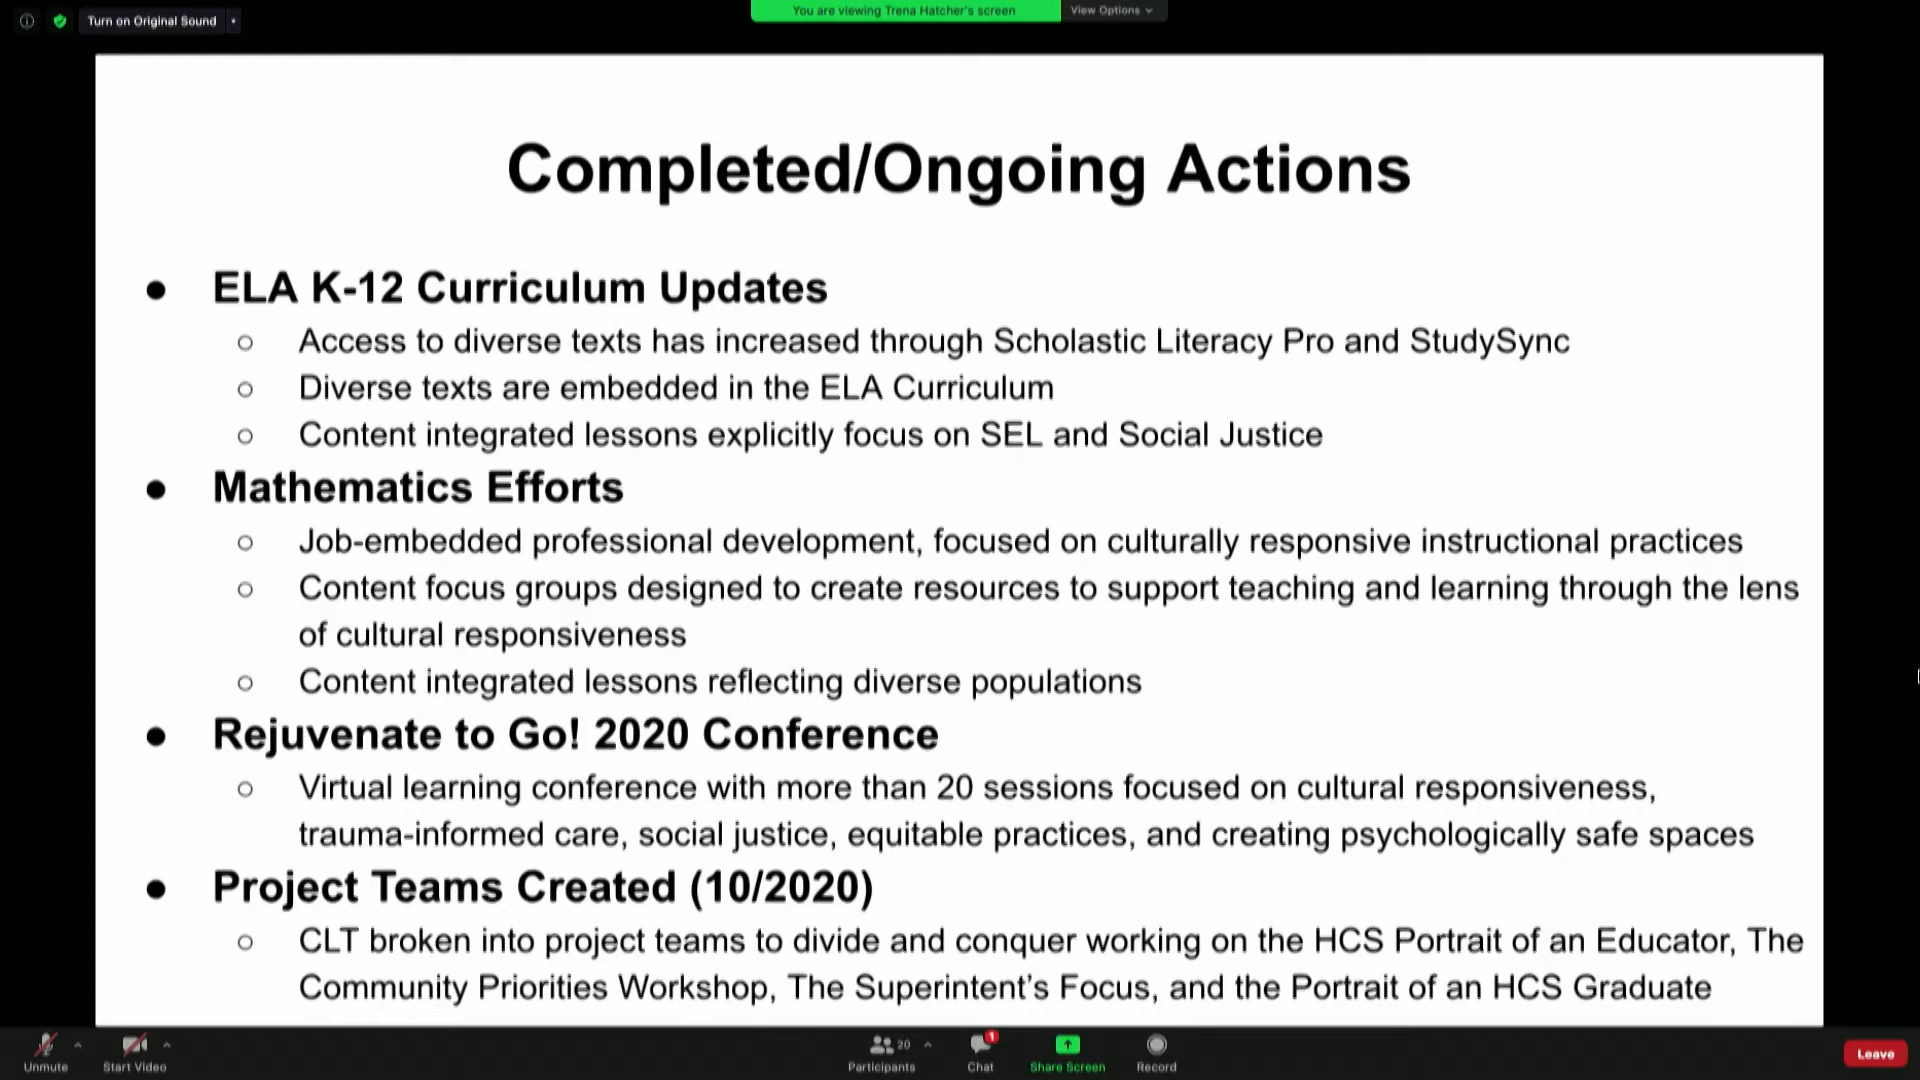 Turn on Original Sound
You are viewing Trena Hatcher's screen
View Options
Completed/Ongoing Actions
● ELA K-12 Curriculum Updates
○ Access to diverse texts has increased through Scholastic Literacy Pro and StudySync
○ Diverse texts are embedded in the ELA Curriculum
○ Content integrated lessons explicitly focus on SEL and Social Justice
● Mathematics Efforts
○ Job-embedded professional development, focused on culturally responsive instructional practices
○ Content focus groups designed to create resources to support teaching and learning through the lens
of cultural responsiveness
○ Content integrated lessons reflecting diverse populations
● Rejuvenate to Go! 2020 Conference
○ Virtual learning conference with more than 20 sessions focused on cultural responsiveness,
trauma-informed care, social justice, equitable practices, and creating psychologically safe spaces
● Project Teams Created (10/2020)
○ CLT broken into project teams to divide and conquer working on the HCS Portrait of an Educator, The
Community Priorities Workshop, The Superintent's Focus, and the Portrait of an HCS Graduate
Unmute
Start Video
20
Participants
1
Chat
Share Screen
Record
Leave